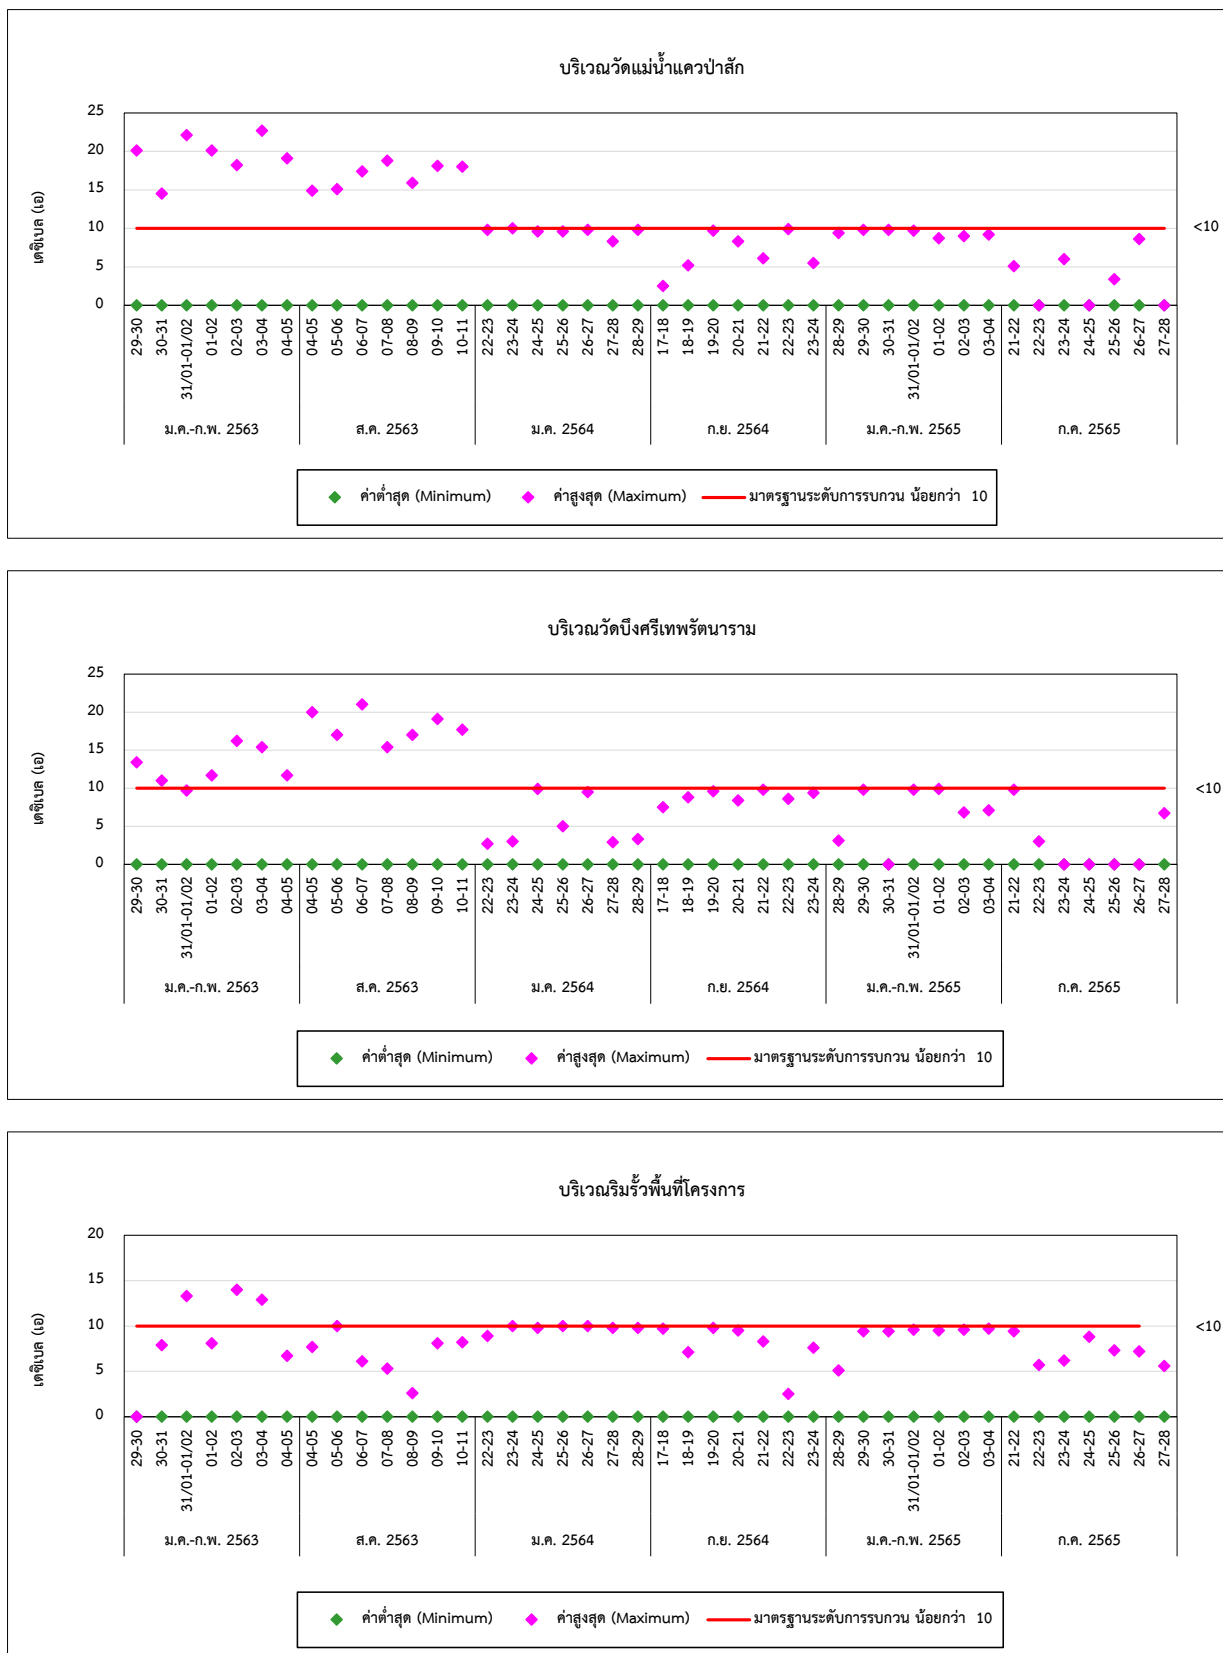 บริเวณวัดแม่น้ำแควป่าสัก
เดซิเบล (เอ)
25
20
15
10
5
0
<10
29-30 30-31 31/01-01/02 01-02 02-03 03-04 04-05 04-05 05-06 06-07 07-08 08-09 09-10 10-11 22-23 23-24 24-25 25-26 26-27 27-28 28-29 17-18 18-19 19-20 20-21 21-22 22-23 23-24 28-29 29-30 30-31 31/01-01/02 01-02 02-03 03-04 21-22 22-23 23-24 24-25 25-26 26-27 27-28
ม.ค.-ก.พ. 2563 ส.ค. 2563 ม.ค. 2564 ก.ย. 2564 ม.ค.-ก.พ. 2565 ก.ค. 2565
ค่าต่ำสุด (Minimum) ค่าสูงสุด (Maximum) มาตรฐานระดับการรบกวน น้อยกว่า 10
บริเวณวัดบึงศรีเทพรัตนาราม
เดซิเบล (เอ)
25
20
15
10
5
0
<10
29-30 30-31 31/01-01/02 01-02 02-03 03-04 04-05 04-05 05-06 06-07 07-08 08-09 09-10 10-11 22-23 23-24 24-25 25-26 26-27 27-28 28-29 17-18 18-19 19-20 20-21 21-22 22-23 23-24 28-29 29-30 30-31 31/01-01/02 01-02 02-03 03-04 21-22 22-23 23-24 24-25 25-26 26-27 27-28
ม.ค.-ก.พ. 2563 ส.ค. 2563 ม.ค. 2564 ก.ย. 2564 ม.ค.-ก.พ. 2565 ก.ค. 2565
ค่าต่ำสุด (Minimum) ค่าสูงสุด (Maximum) มาตรฐานระดับการรบกวน น้อยกว่า 10
บริเวณริมรั้วพื้นที่โครงการ
เดซิเบล (เอ)
20
15
10
5
0
<10
29-30 30-31 31/01-01/02 01-02 02-03 03-04 04-05 04-05 05-06 06-07 07-08 08-09 09-10 10-11 22-23 23-24 24-25 25-26 26-27 27-28 28-29 17-18 18-19 19-20 20-21 21-22 22-23 23-24 28-29 29-30 30-31 31/01-01/02 01-02 02-03 03-04 21-22 22-23 23-24 24-25 25-26 26-27 27-28
ม.ค.-ก.พ. 2563 ส.ค. 2563 ม.ค. 2564 ก.ย. 2564 ม.ค.-ก.พ. 2565 ก.ค. 2565
ค่าต่ำสุด (Minimum) ค่าสูงสุด (Maximum) มาตรฐานระดับการรบกวน น้อยกว่า 10